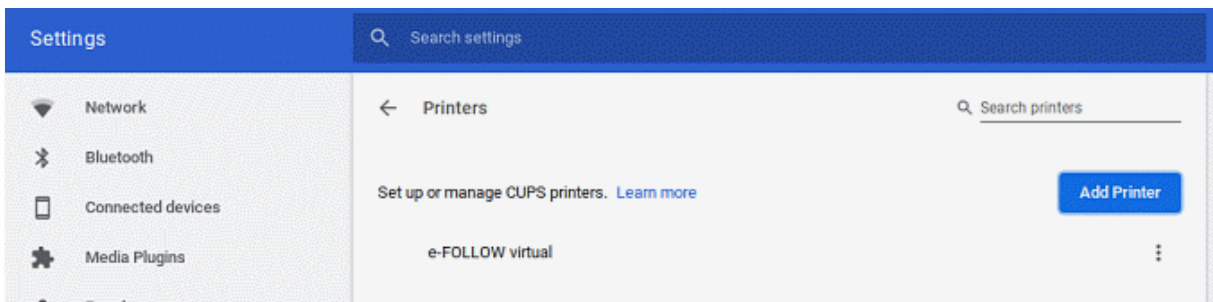 Settings
Search settings
Network
Bluetooth
Connected devices
Media Plugins
Printers
Search printers
Set up or manage CUPS printers. Learn more
Add Printer
e-FOLLOW virtual